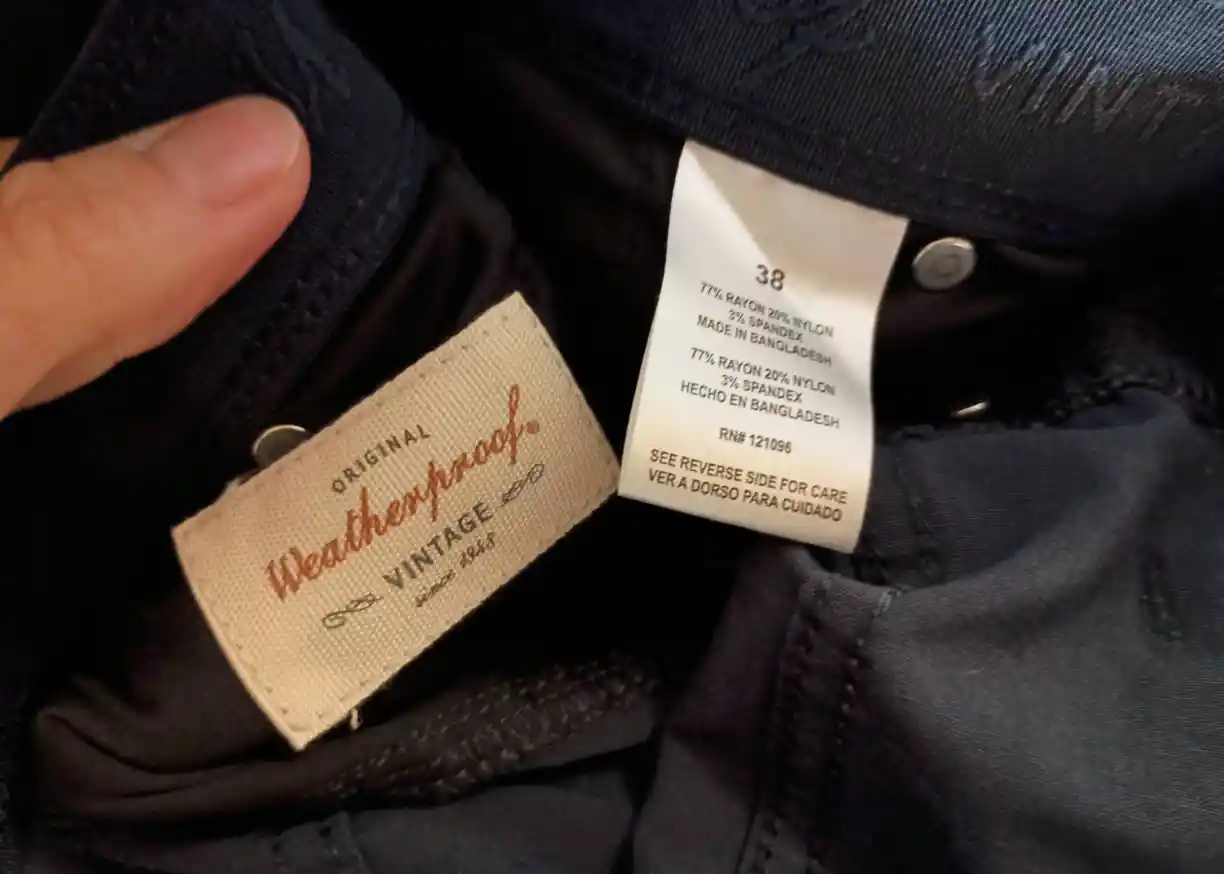 VINT
ORIGINAL
Weatherproof®
VINTAGE
since 1948
38
77% RAYON 20% NYLON
3% SPANDEX
MADE IN BANGLADESH
77% RAYON 20% NYLON
3% SPANDEX
HECHO EN BANGLADESH
RN# 121096
SEE REVERSE SIDE FOR CARE
VER A DORSO PARA CUIDADO